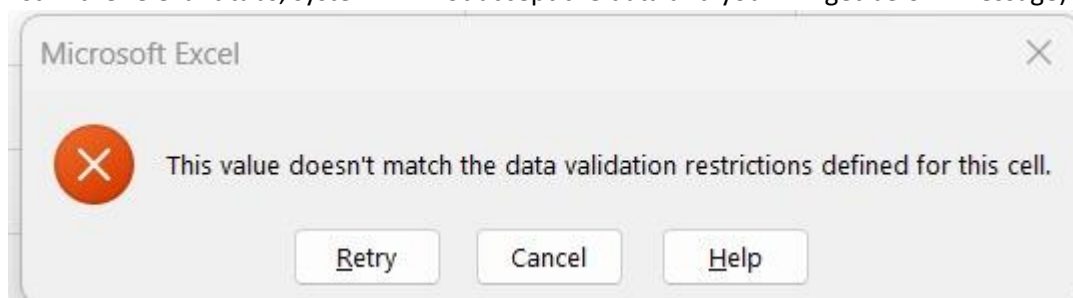 Microsoft Excel
This value doesn't match the data validation restrictions defined for this cell.
Retry Cancel Help